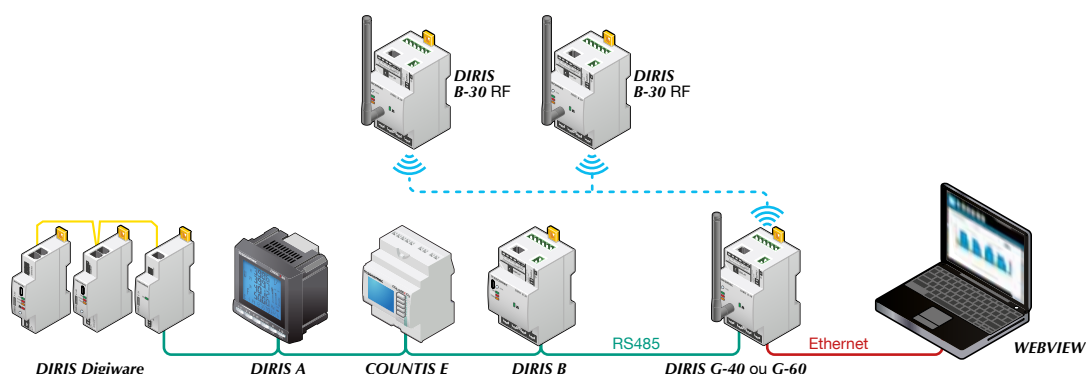 DIRIS
B-30 RF
DIRIS
B-30 RF
RS485
Ethernet
WEBVIEW
DIRIS Digiware
DIRIS A
COUNTIS E
DIRIS B
DIRIS G-40 ou G-60